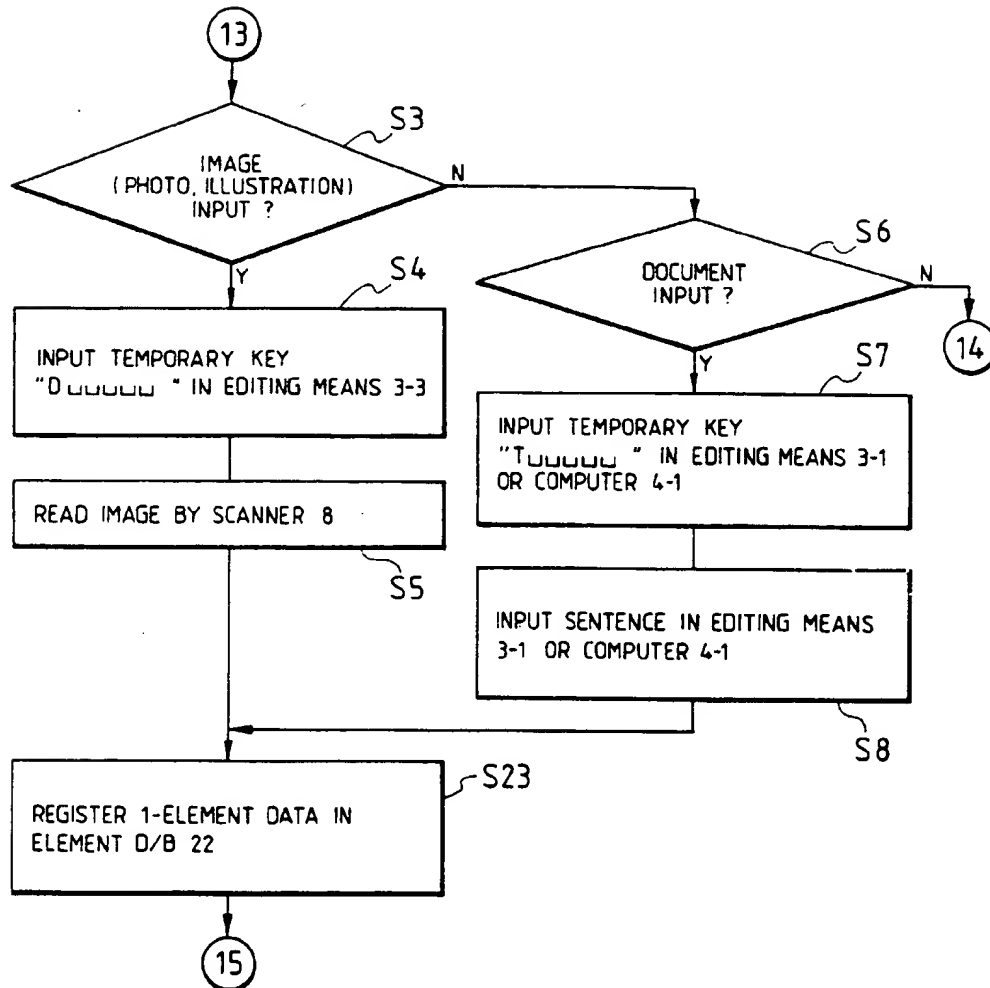 13
S3
IMAGE
(PHOTO, ILLUSTRATION)
INPUT ?
N
Y
S4
INPUT TEMPORARY KEY
"D␣␣␣␣␣ " IN EDITING MEANS 3-3
READ IMAGE BY SCANNER 8
S5
S6
DOCUMENT
INPUT ?
N
14
Y
S7
INPUT TEMPORARY KEY
"T␣␣␣␣␣ " IN EDITING MEANS 3-1
OR COMPUTER 4-1
INPUT SENTENCE IN EDITING MEANS
3-1 OR COMPUTER 4-1
S8
S23
REGISTER 1-ELEMENT DATA IN
ELEMENT D/B 22
15